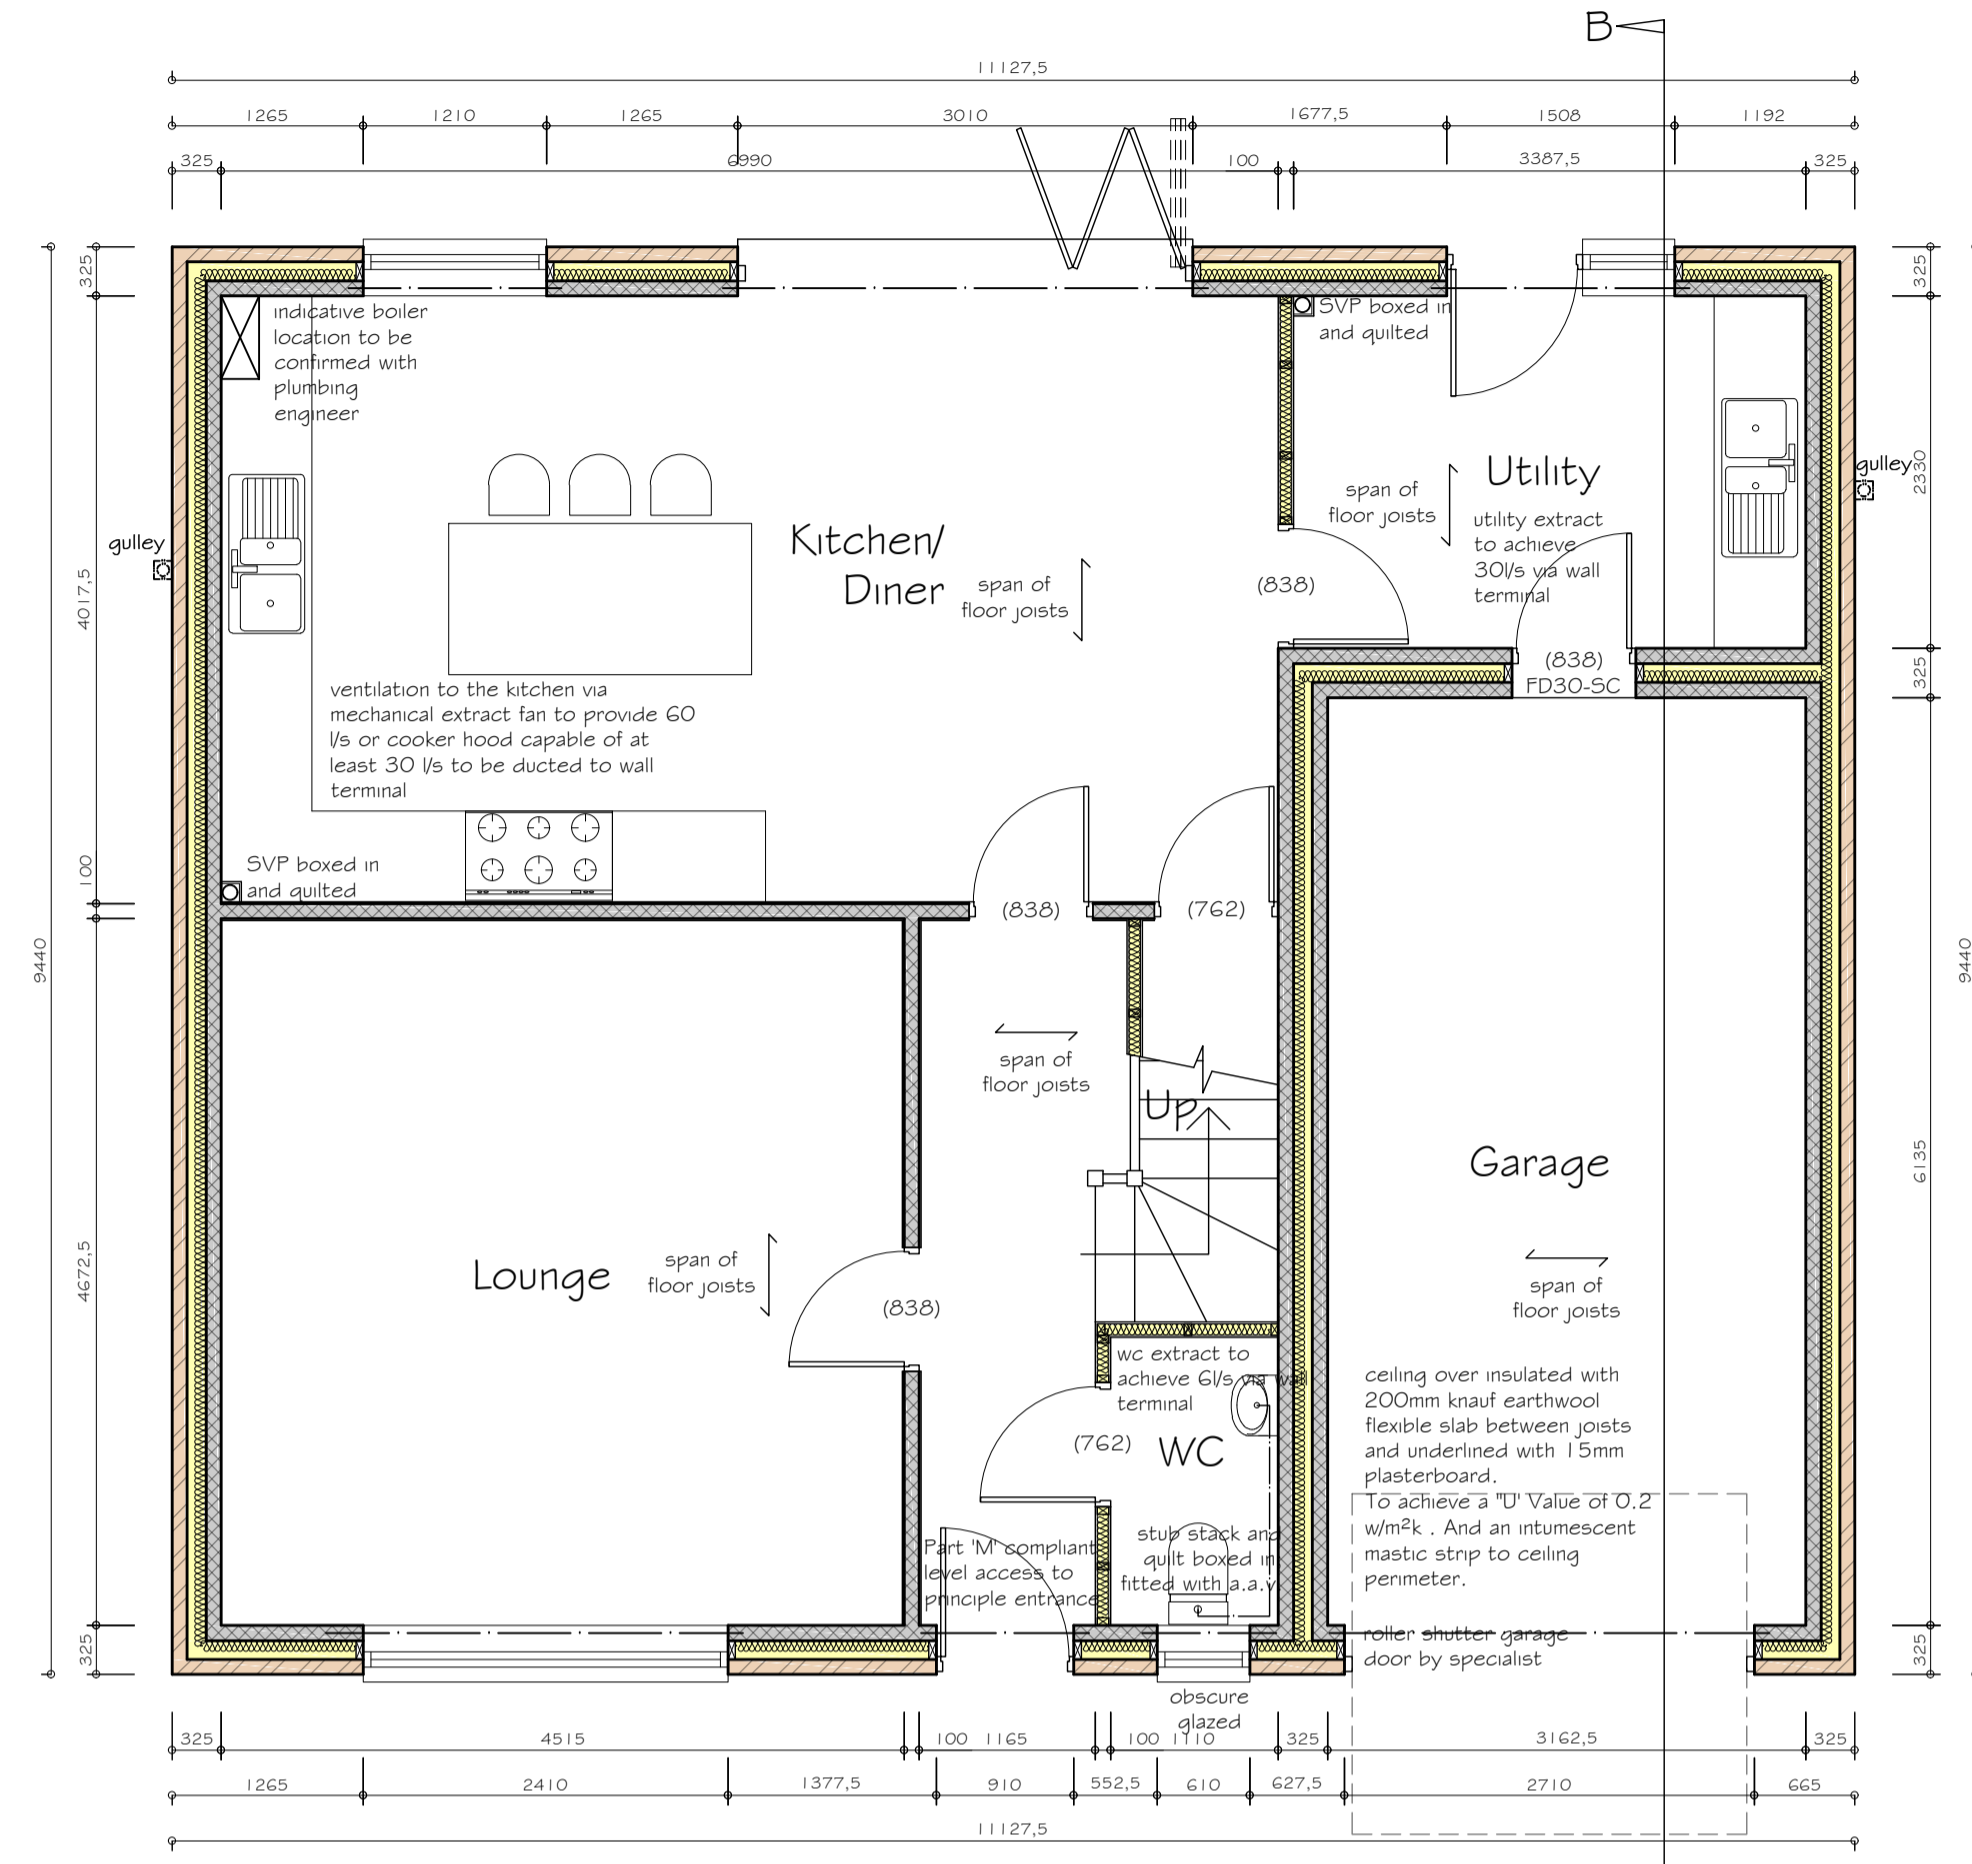 B
11127,5
1265 1210 1265 3010 1677,5 1508 1192
325 6990 100 3387,5 325
325
325
indicative boiler
location to be
confirmed with
plumbing
engineer
SVP boxed in
and quilted
Utility
span of
floor joists
utility extract
to achieve
30l/s via wall
terminal
gulley
2330
gulley
4017,5
Kitchen/
Diner
span of
floor joists
(838)
(838)
FD30-SC
325
ventilation to the kitchen via
mechanical extract fan to provide 60
l/s or cooker hood capable of at
least 30 l/s to be ducted to wall
terminal
SVP boxed in
and quilted
100
(838)
(762)
9440
9440
span of
floor joists
Up
Garage
6135
4672,5
Lounge
span of
floor joists
(838)
span of
floor joists
wc extract to
achieve 6l/s via wall
terminal
(762)
WC
ceiling over insulated with
200mm knauf earthwool
flexible slab between joists
and underlined with 15mm
plasterboard.
To achieve a "U' Value of 0.2
w/m²k . And an intumescent
mastic strip to ceiling
perimeter.
Part 'M' compliant
level access to
principle entrance
stub stack and
quilt boxed in
fitted with a.a.v.
roller shutter garage
door by specialist
325
325
obscure
glazed
325 4515 100 1165 100 1110 325 3162,5 325
1265 2410 1377,5 910 552,5 610 627,5 2710 665
11127,5